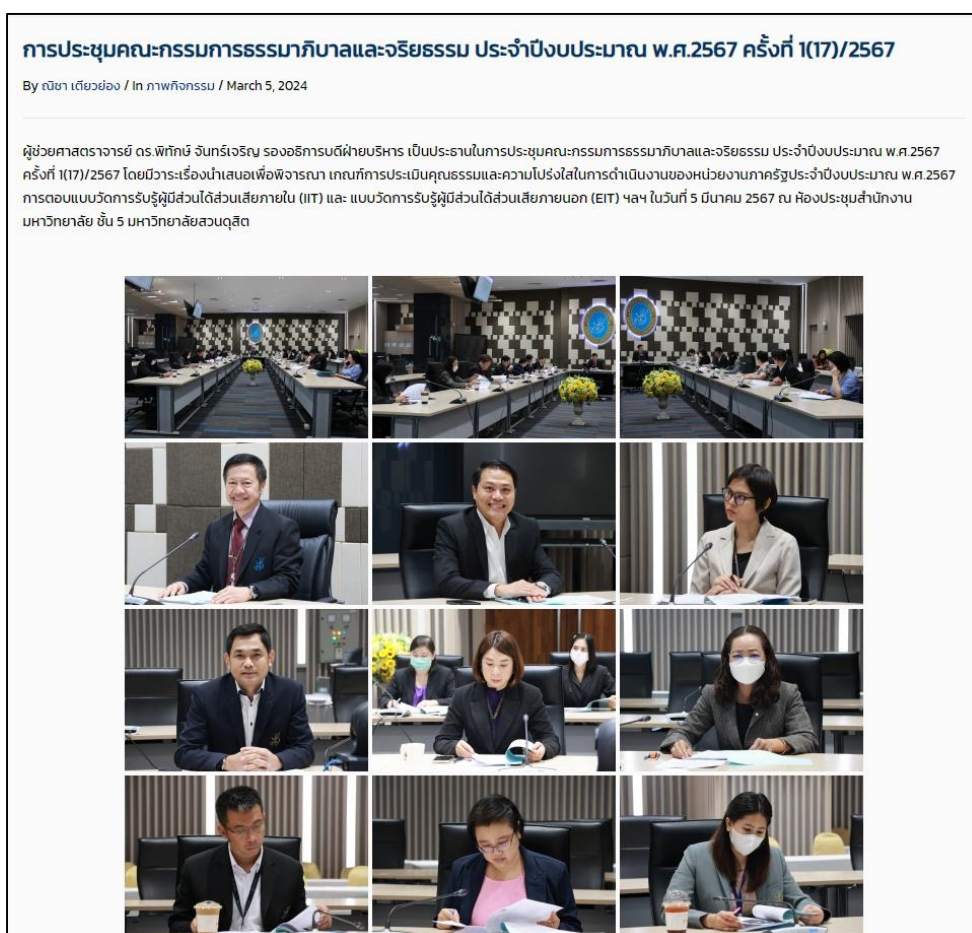 การประชุมคณะกรรมการธรรมาภิบาลและจริยธรรม ประจำปีงบประมาณ พ.ศ.2567 ครั้งที่ 1(17)/2567
By ณิชา เตียวย่อง / In ภาพกิจกรรม / March 5, 2024
ผู้ช่วยศาสตราจารย์ ดร.พิทักษ์ จันทร์เจริญ รองอธิการบดีฝ่ายบริหาร เป็นประธานในการประชุมคณะกรรมการธรรมาภิบาลและจริยธรรม ประจำปีงบประมาณ พ.ศ.2567
ครั้งที่ 1(17)/2567 โดยมีวาระเรื่องนำเสนอเพื่อพิจารณา เกณฑ์การประเมินคุณธรรมและความโปร่งใสในการดำเนินงานของหน่วยงานภาครัฐประจำปีงบประมาณ พ.ศ.2567
การตอบแบบวัดการรับรู้ผู้มีส่วนได้ส่วนเสียภายใน (IIT) และ แบบวัดการรับรู้ผู้มีส่วนได้ส่วนเสียภายนอก (EIT) ฯลฯ ในวันที่ 5 มีนาคม 2567 ณ ห้องประชุมสำนักงาน
มหาวิทยาลัย ชั้น 5 มหาวิทยาลัยสวนดุสิต